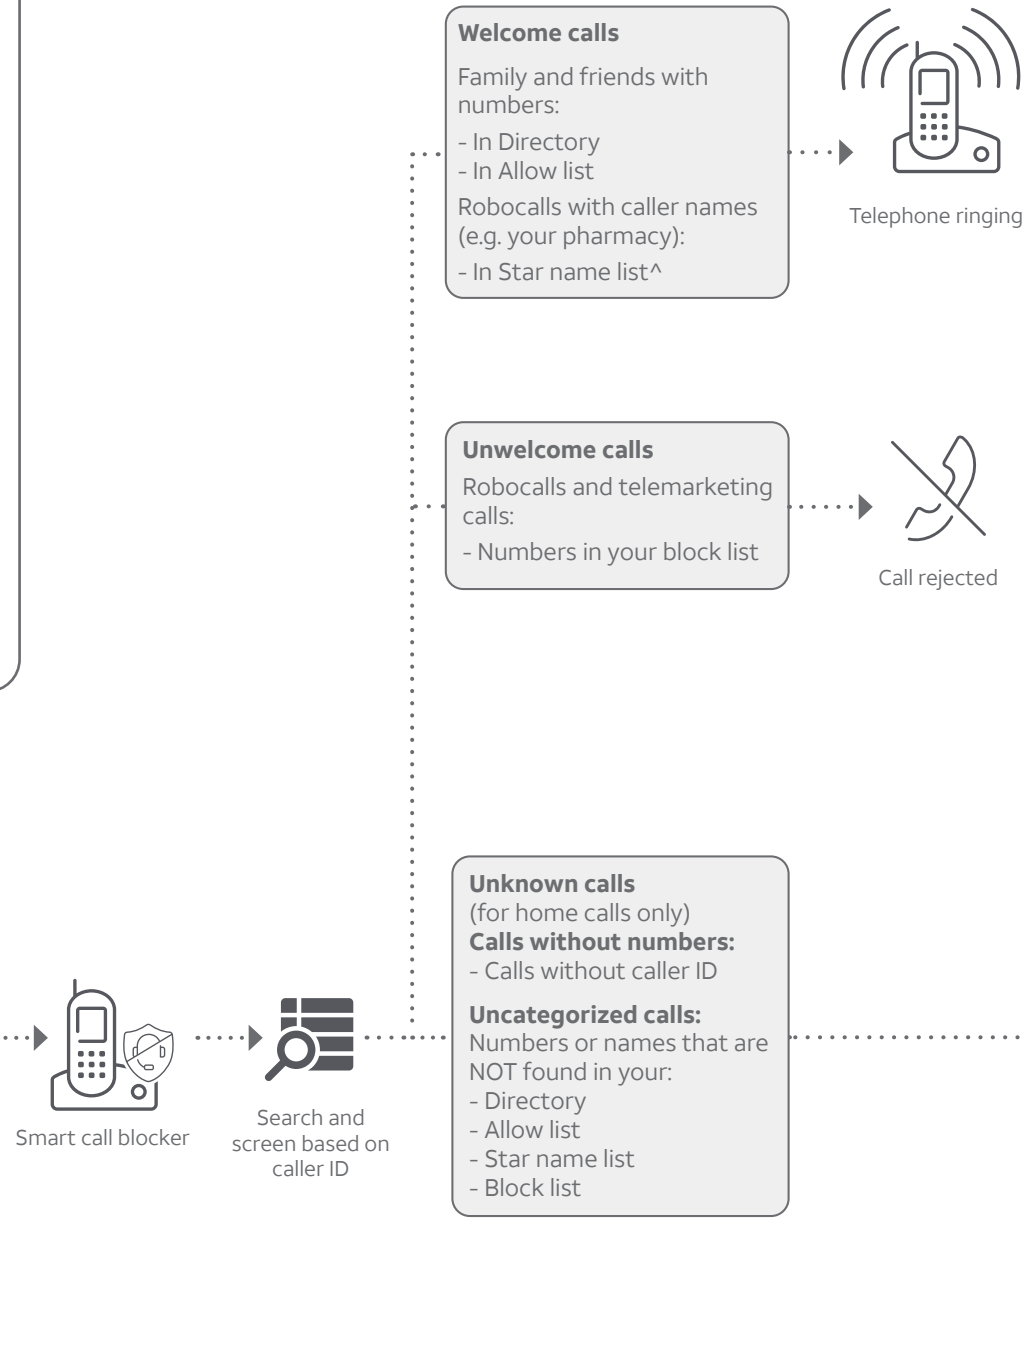 Welcome calls
Family and friends with
numbers:
- In Directory
- In Allow list
Robocalls with caller names
(e.g. your pharmacy):
- In Star name list^
Telephone ringing
Unwelcome calls
Robocalls and telemarketing
calls:
- Numbers in your block list
Call rejected
Smart call blocker
Search and
screen based on
caller ID
Unknown calls
(for home calls only)
Calls without numbers:
- Calls without caller ID
Uncategorized calls:
Numbers or names that are
NOT found in your:
- Directory
- Allow list
- Star name list
- Block list